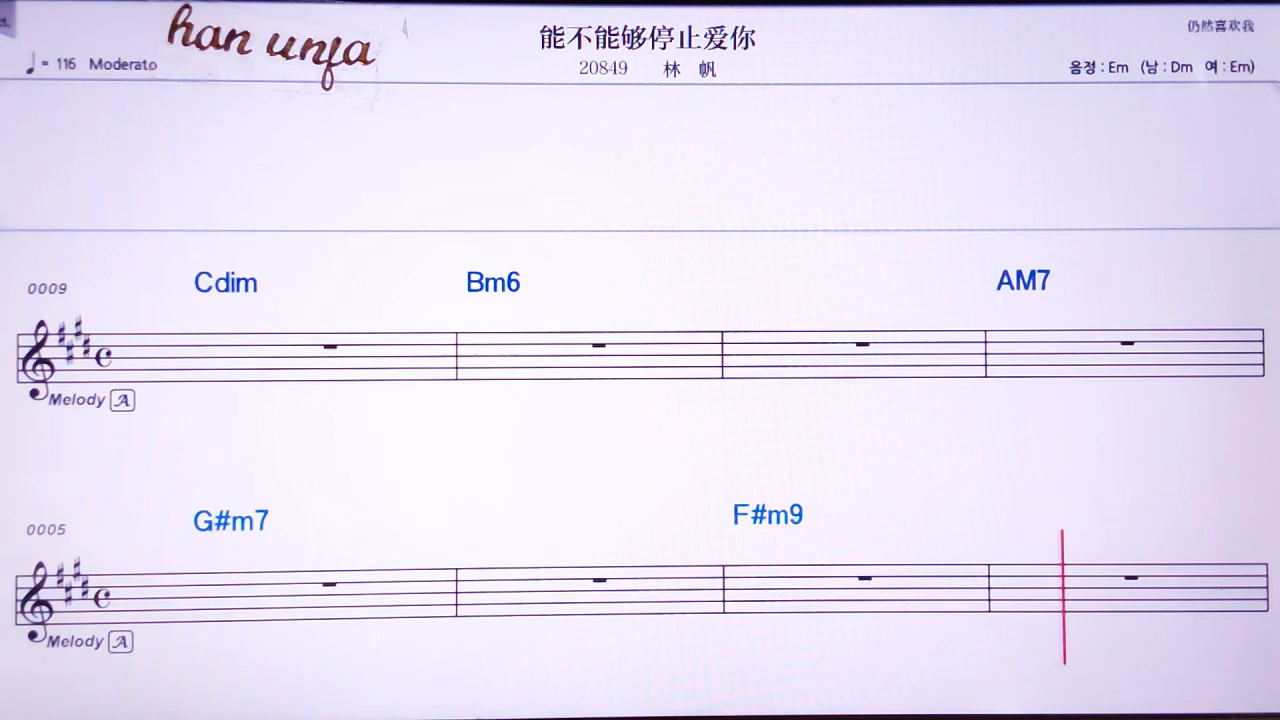 han unfa
能不能够停止爱你
仍然喜欢我
♩= 116 Moderato
20849 林 帆
음정 : Em (남 : Dm 여 : Em)
0009
Cdim Bm6 AM7
Melody A
0005
G#m7 F#m9
Melody A